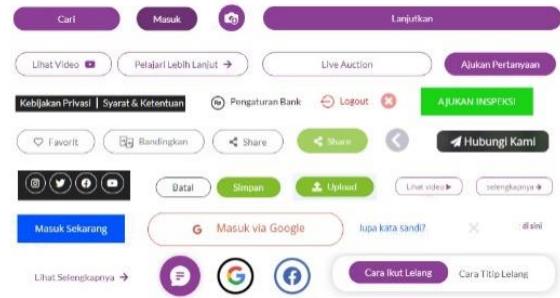 Cari Masuk Lanjutkan
Lihat Video Pelajari Lebih Lanjut → Live Auction Ajukan Pertanyaan
Kebijakan Privasi | Syarat & Ketentuan Rp Pengaturan Bank Logout AJUKAN INSPEKSI
Favorit Bandingkan Share Share Hubungi Kami
Batal Simpan Upload Lihat video selengkapnya →
Masuk Sekarang G Masuk via Google lupa kata sandi? di sini
Lihat Selengkapnya → G Cara Ikut Lelang Cara Titip Lelang